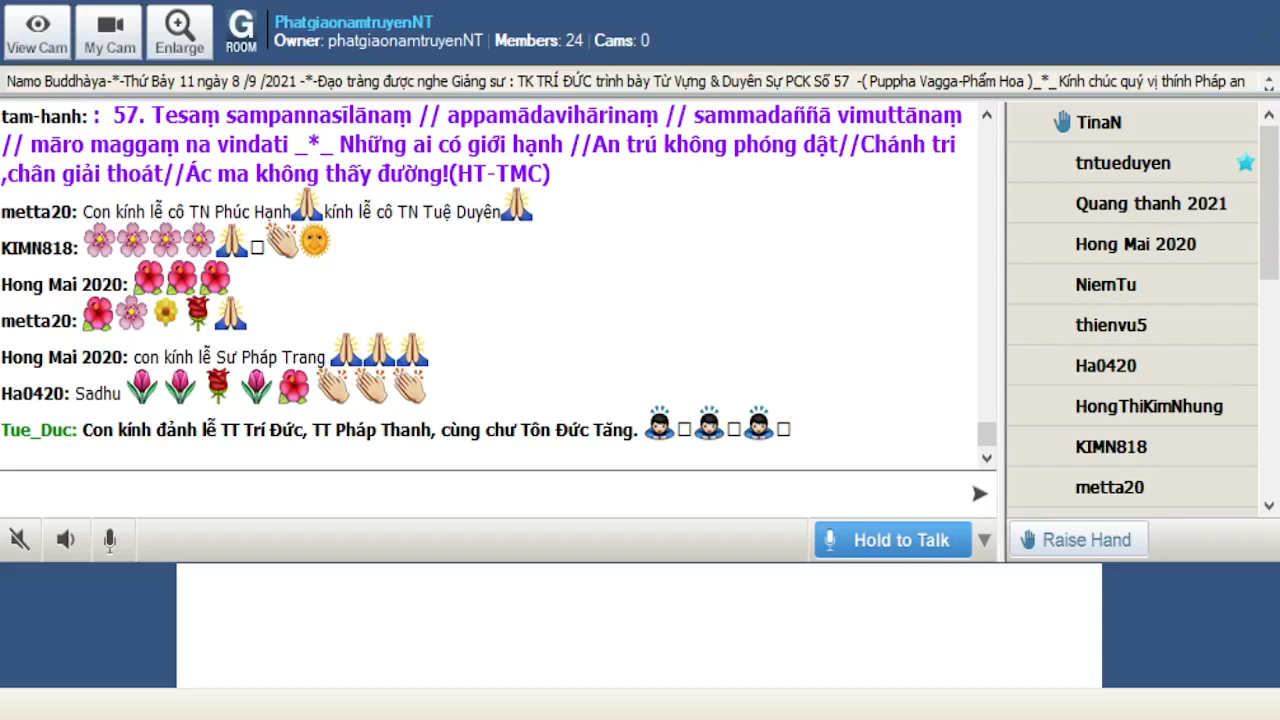 View Cam
My Cam
Enlarge
G
ROOM
PhatgiaonamtruyenNT
Owner: phatgiaonamtruyenNT | Members: 24 | Cams: 0
Namo Buddhàya-*-Thứ Bảy 11 ngày 8 /9 /2021 -*-Đạo tràng được nghe Giảng sư : TK TRÍ ĐỨC trình bày Từ Vựng & Duyên Sự PCK Số 57 -( Puppha Vagga-Phẩm Hoa )_*_ Kính chúc quý vị thính Pháp an
tam-hanh: : 57. Tesaṃ sampannasīlānaṃ // appamādavihārinaṃ // sammadaññā vimuttānaṃ
// māro maggaṃ na vindati _*_ Những ai có giới hạnh //An trú không phóng dật//Chánh tri
,chân giải thoát//Ác ma không thấy đường!(HT-TMC)
metta20: Con kính lễ cô TN Phúc Hạnh🙏kính lễ cô TN Tuệ Duyên🙏
KIMN818: 🌸🌸🌸🌸🙏□👏🌞
Hong Mai 2020: 🌺🌺🌺
metta20: 🌺🌸🌼🌹🙏
Hong Mai 2020: con kính lễ Sư Pháp Trang 🙏🙏🙏
Ha0420: Sadhu 🌷🌷🌹🌷🌺👏👏👏
Tue_Duc: Con kính đảnh lễ TT Trí Đức, TT Pháp Thanh, cùng chư Tôn Đức Tăng. 🙇□🙇□🙇□
TinaN
tntueduyen
Quang thanh 2021
Hong Mai 2020
NiemTu
thienvu5
Ha0420
HongThiKimNhung
KIMN818
metta20
Hold to Talk
Raise Hand